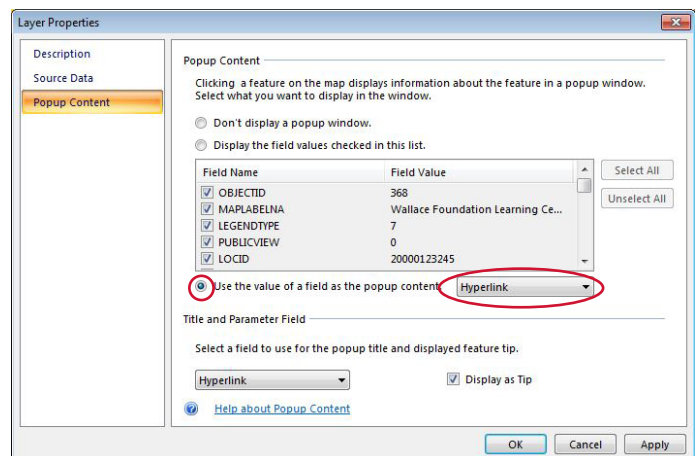 Layer Properties
Description
Source Data
Popup Content
Popup Content
Clicking a feature on the map displays information about the feature in a popup window.
Select what you want to display in the window.
Don't display a popup window.
Display the field values checked in this list.
Field Name Field Value
OBJECTID 368
MAPLABELNA Wallace Foundation Learning Ce...
LEGENDTYPE 7
PUBLICVIEW 0
LOCID 20000123245
Select All
Unselect All
Use the value of a field as the popup content: Hyperlink
Title and Parameter Field
Select a field to use for the popup title and displayed feature tip.
Hyperlink Display as Tip
Help about Popup Content
OK Cancel Apply